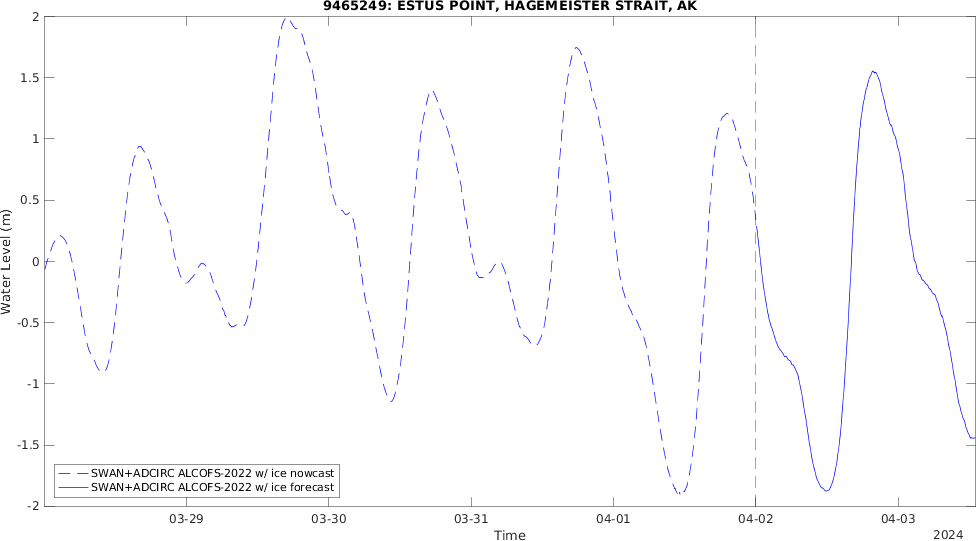 9465249: ESTUS POINT, HAGEMEISTER STRAIT, AK
2
1.5
1
0.5
0
-0.5
-1
-1.5
-2
Water Level (m)
SWAN+ADCIRC ALCOFS-2022 w/ ice nowcast
SWAN+ADCIRC ALCOFS-2022 w/ ice forecast
03-29 03-30 03-31 04-01 04-02 04-03
Time
2024